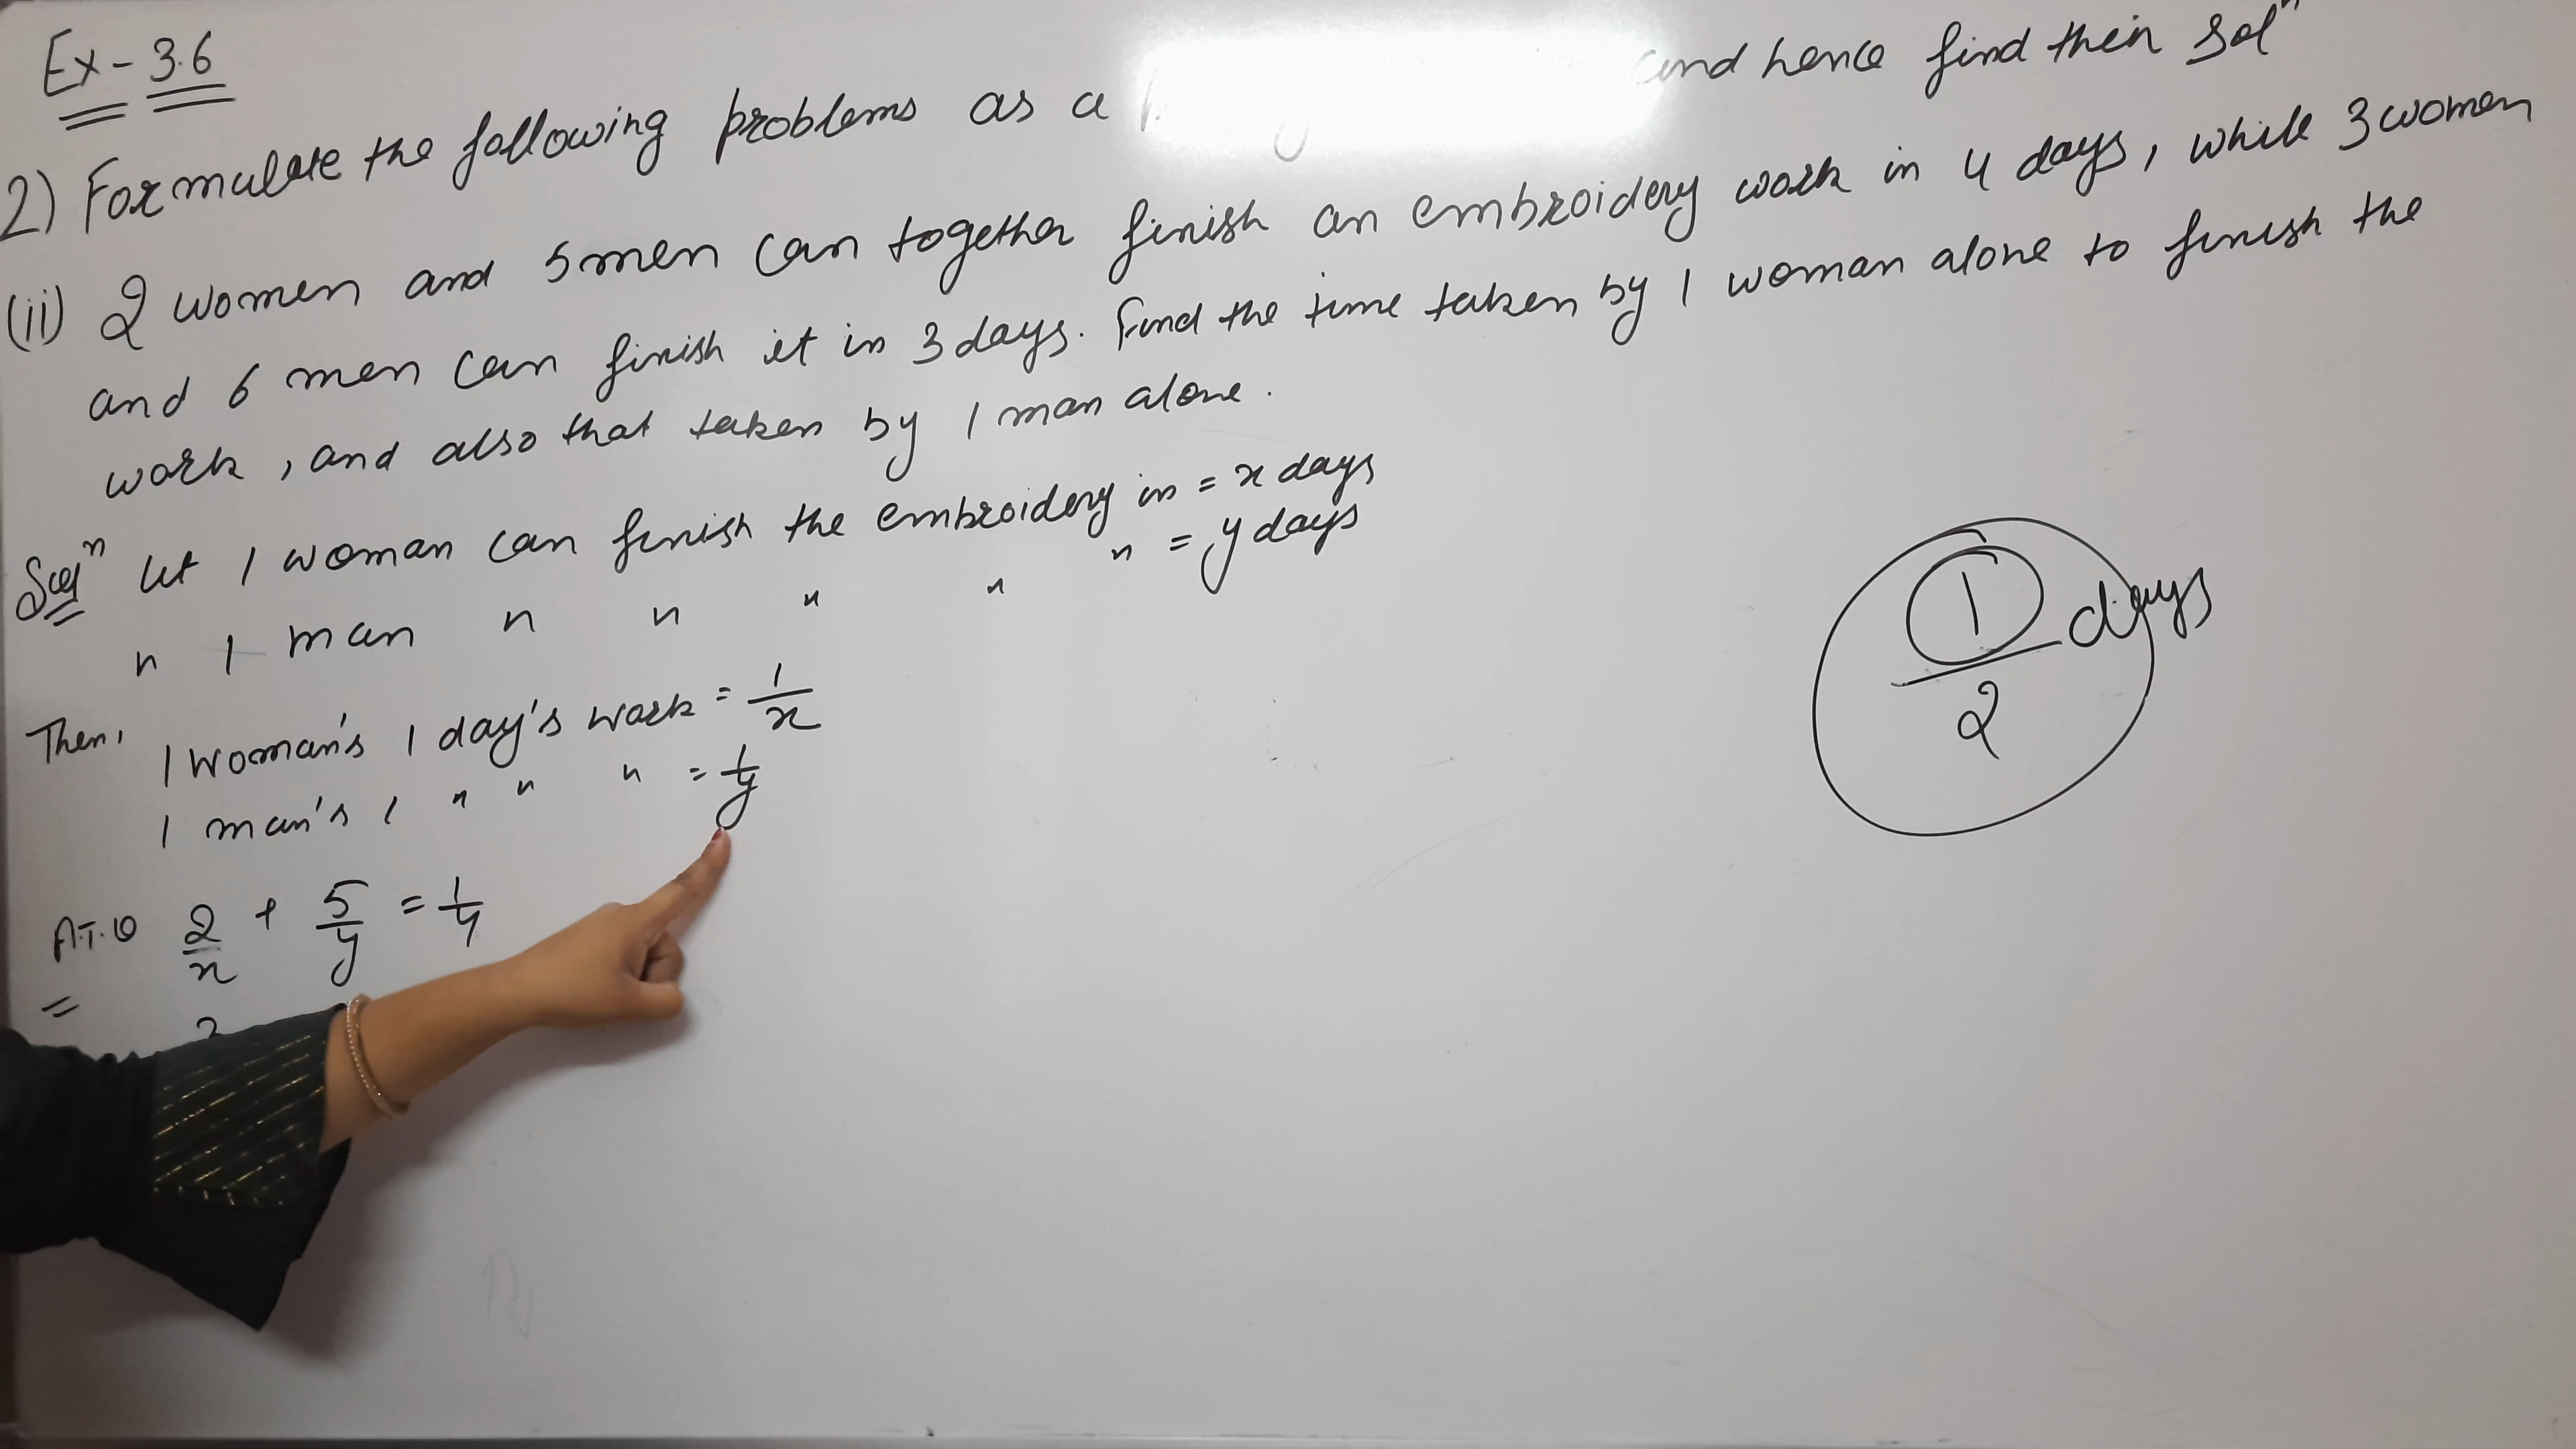 Ex - 3.6
2) Formulate the following problems as a and hence find their solⁿ
(ii) 2 women and 5 men can together finish an embroidery work in 4 days, while 3 women
and 6 men can finish it in 3 days. Find the time taken by 1 woman alone to finish the
work, and also that taken by 1 man alone.
Solⁿ let 1 woman can finish the embroidery in = x days
" 1 man " " " " " = y days
Then, 1 woman's 1 day's work = 1/x
1 man's 1 " " " = 1/y
A.T.Q 2/x + 5/y = 1/4
1/2 days